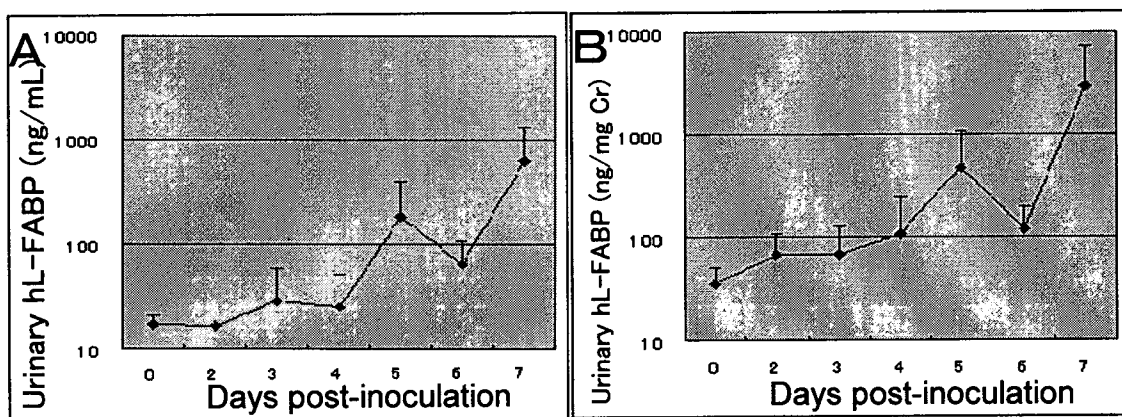 A
Urinary hL-FABP (ng/mL)
10000
1000
100
10
0 2 3 4 5 6 7
Days post-inoculation
B
Urinary hL-FABP (ng/mg Cr)
10000
1000
100
10
0 2 3 4 5 6 7
Days post-inoculation